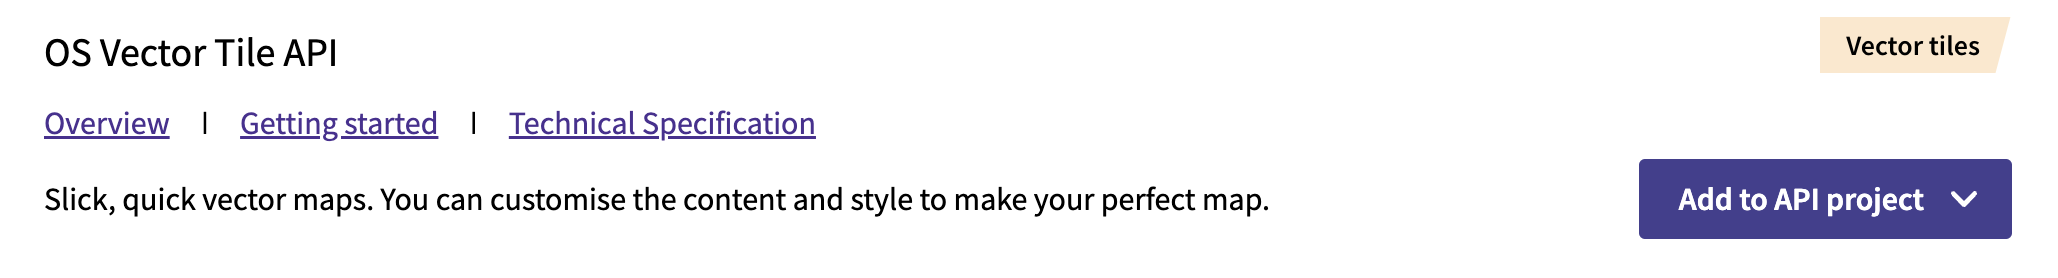 OS Vector Tile API
Vector tiles
Overview | Getting started | Technical Specification
Slick, quick vector maps. You can customise the content and style to make your perfect map.
Add to API project